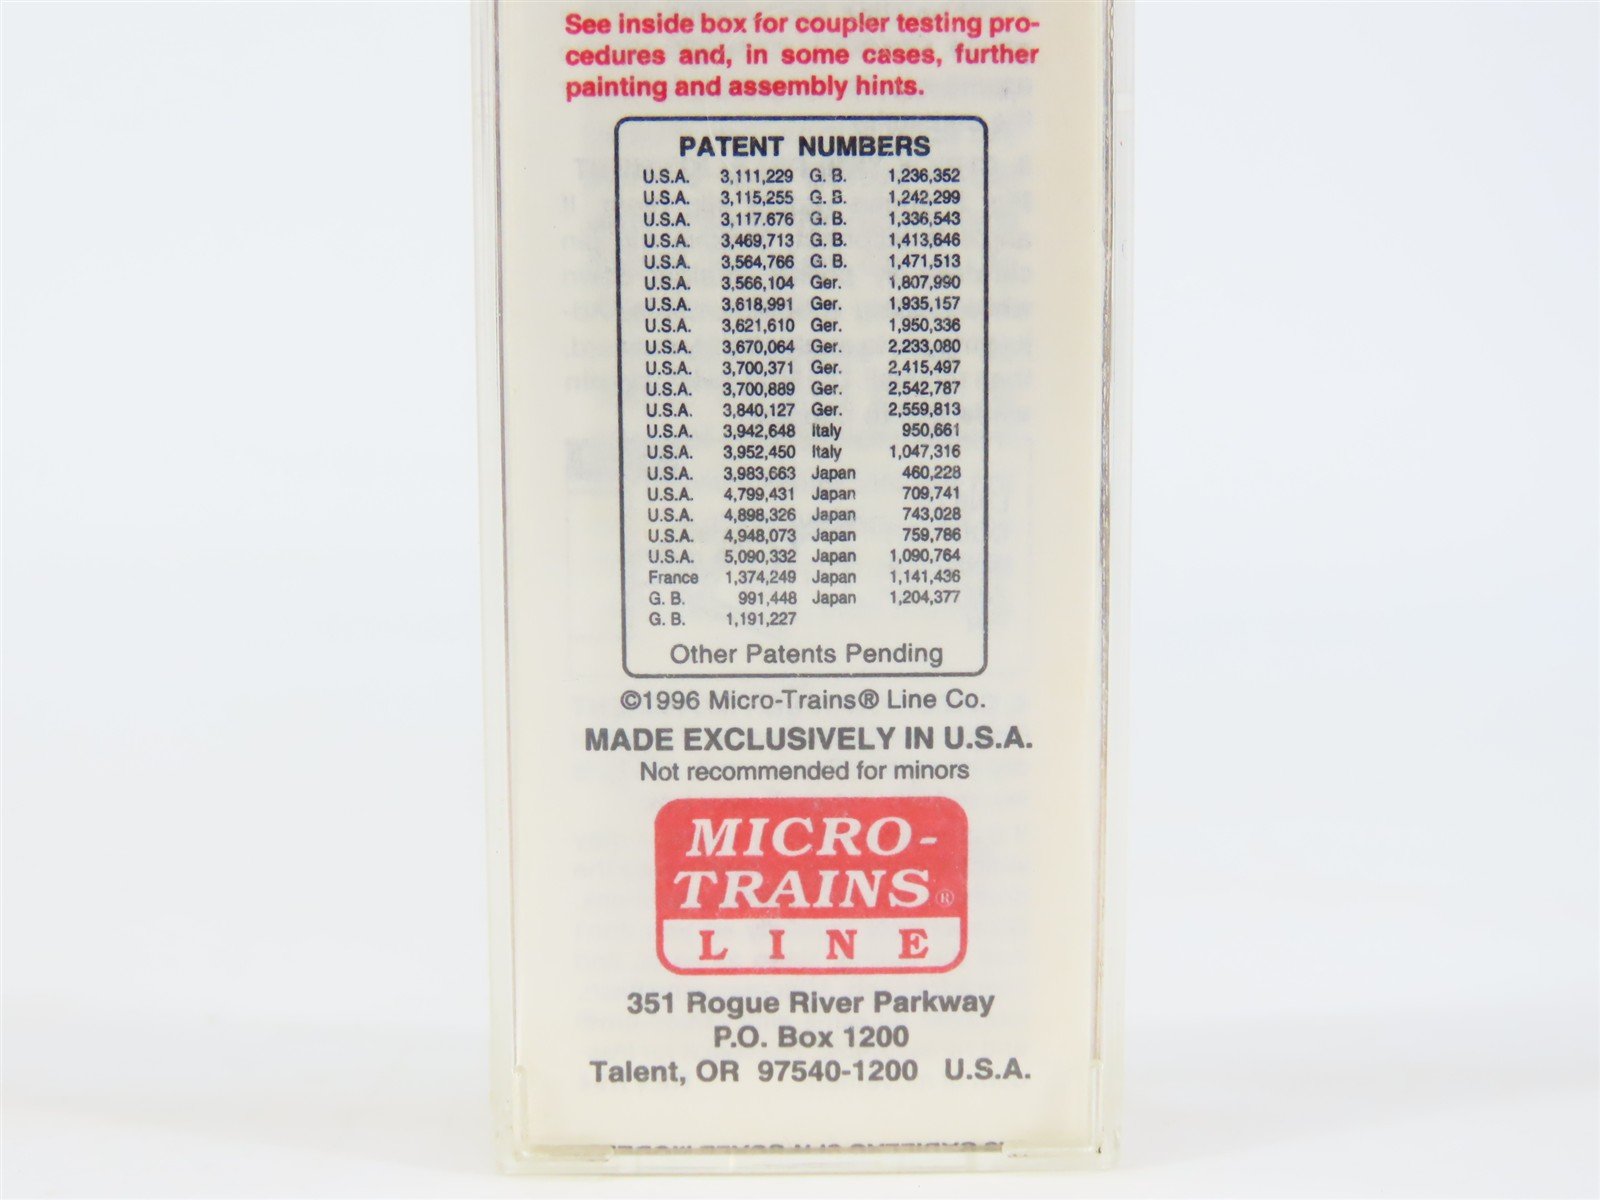 See inside box for coupler testing pro-
cedures and, in some cases, further
painting and assembly hints.
PATENT NUMBERS
U.S.A. 3,111,229 G. B. 1,236,352
U.S.A. 3,115,255 G. B. 1,242,299
U.S.A. 3,117.676 G. B. 1,336,543
U.S.A. 3,469,713 G. B. 1,413,646
U.S.A. 3,564,766 G. B. 1,471,513
U.S.A. 3,566,104 Ger. 1,807,990
U.S.A. 3,618,991 Ger. 1,935,157
U.S.A. 3,621,610 Ger. 1,950,336
U.S.A. 3,670,064 Ger. 2,233,080
U.S.A. 3,700,371 Ger. 2,415,497
U.S.A. 3,700,889 Ger. 2,542,787
U.S.A. 3,840,127 Ger. 2,559,813
U.S.A. 3,942,648 Italy 950,661
U.S.A. 3,952,450 Italy 1,047,316
U.S.A. 3,983,663 Japan 460,228
U.S.A. 4,799,431 Japan 709,741
U.S.A. 4,898,326 Japan 743,028
U.S.A. 4,948,073 Japan 759,786
U.S.A. 5,090,332 Japan 1,090,764
France 1,374,249 Japan 1,141,436
G. B. 991,448 Japan 1,204,377
G. B. 1,191,227
Other Patents Pending
©1996 Micro-Trains® Line Co.
MADE EXCLUSIVELY IN U.S.A.
Not recommended for minors
MICRO-
TRAINS®
LINE
351 Rogue River Parkway
P.O. Box 1200
Talent, OR 97540-1200 U.S.A.